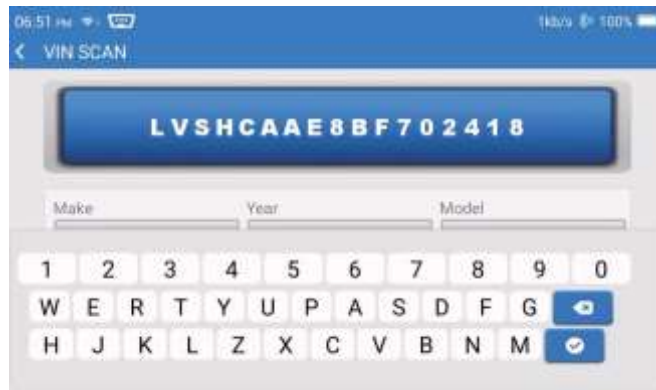 06:51 PM 1kb/s 100%
VIN SCAN
LVSHCAAE8BF702418
Make Year Model
1 2 3 4 5 6 7 8 9 0
W E R T Y U P A S D F G
H J K L Z X C V B N M